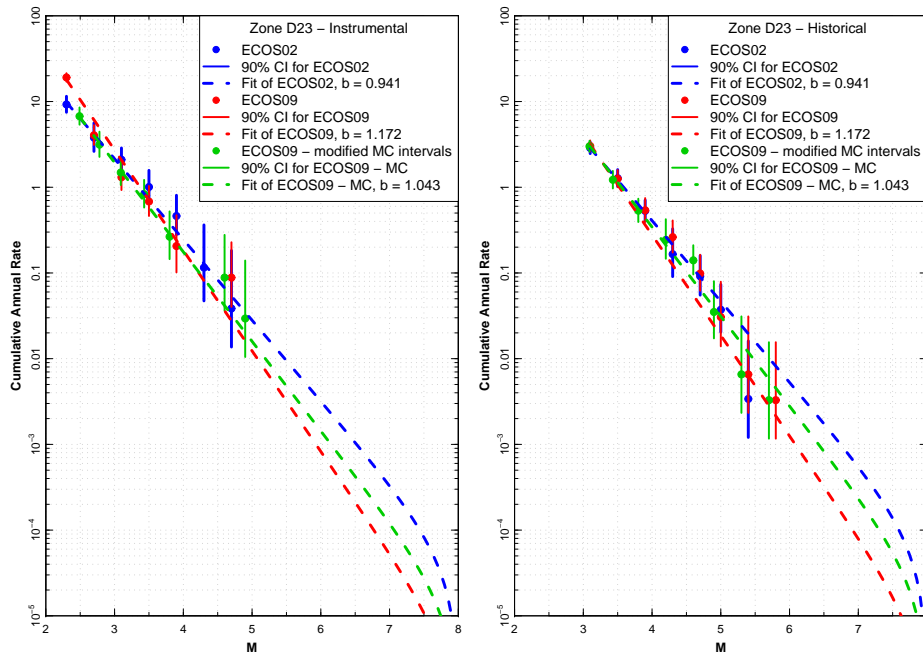 Zone D23 – Instrumental
ECOS02
90% CI for ECOS02
Fit of ECOS02, b = 0.941
ECOS09
90% CI for ECOS09
Fit of ECOS09, b = 1.172
ECOS09 – modified MC intervals
90% CI for ECOS09 – MC
Fit of ECOS09 – MC, b = 1.043
Cumulative Annual Rate
100
10
1
0.1
0.01
10⁻³
10⁻⁴
10⁻⁵
2 3 4 5 6 7 8
M
Zone D23 – Historical
ECOS02
90% CI for ECOS02
Fit of ECOS02, b = 0.941
ECOS09
90% CI for ECOS09
Fit of ECOS09, b = 1.172
ECOS09 – modified MC intervals
90% CI for ECOS09 – MC
Fit of ECOS09 – MC, b = 1.043
Cumulative Annual Rate
100
10
1
0.1
0.01
10⁻³
10⁻⁴
10⁻⁵
2 3 4 5 6 7
M